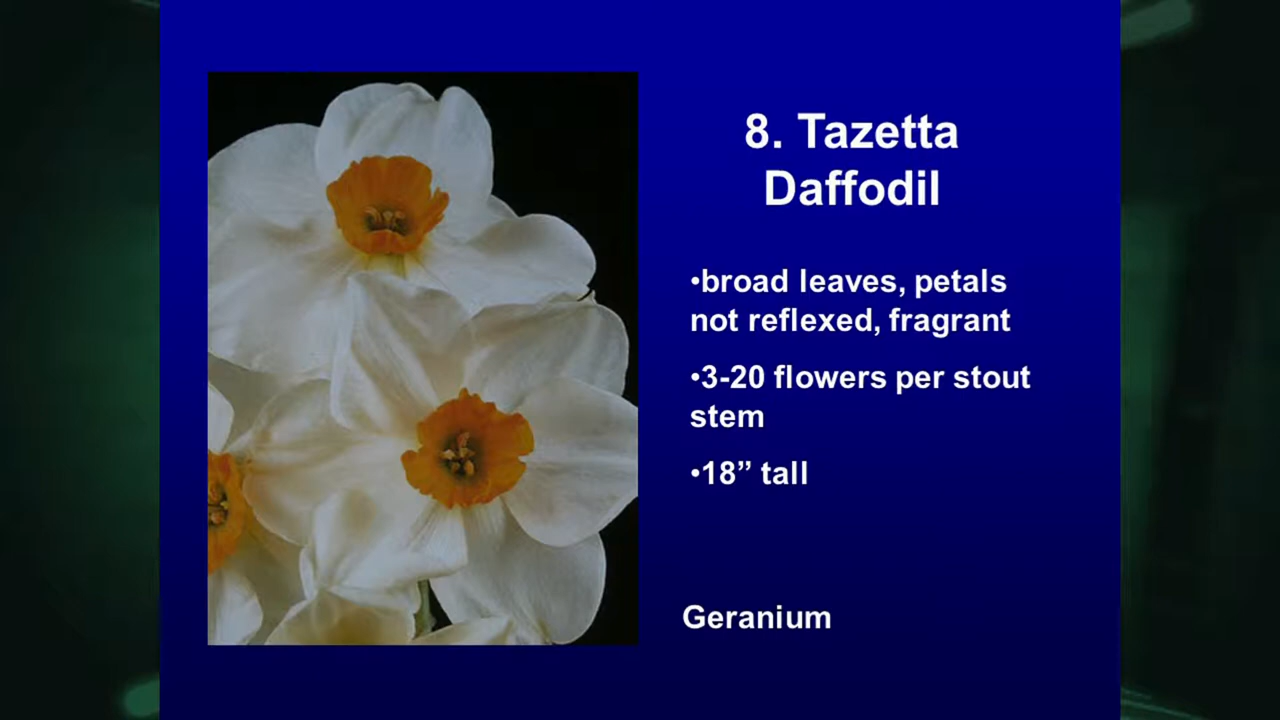 8. Tazetta
Daffodil
•broad leaves, petals
not reflexed, fragrant
•3-20 flowers per stout
stem
•18” tall
Geranium